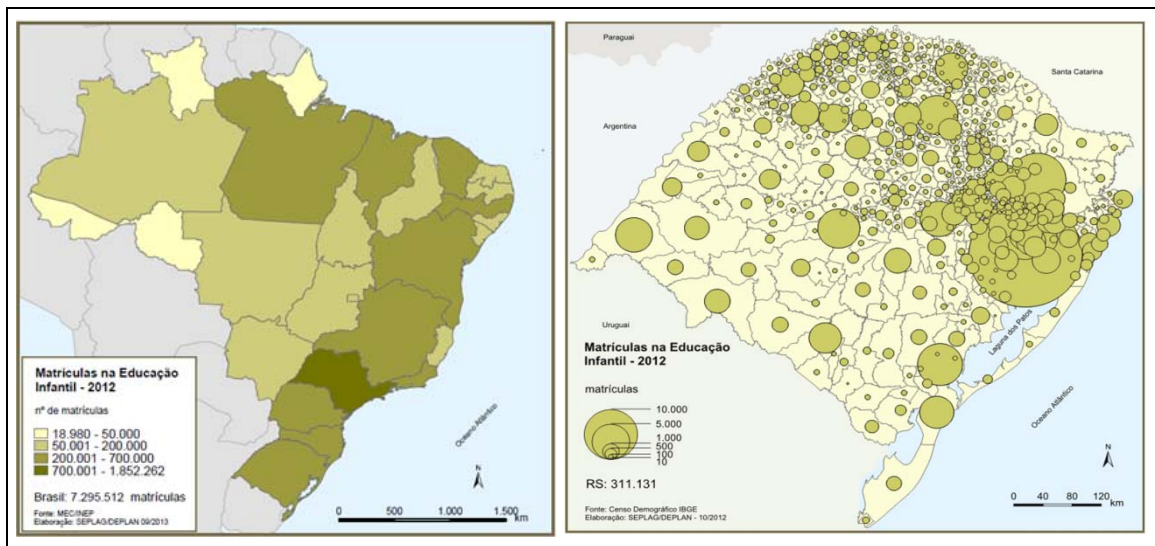 Matrículas na Educação
Infantil - 2012
nº de matrículas
18.980 - 50.000
50.001 - 200.000
200.001 - 700.000
700.001 - 1.852.262
Brasil: 7.295.512 matrículas
Fonte: MEC/INEP
Elaboração: SEPLAG/DEPLAN 09/2013
Oceano Atlântico
N
0 500 1.000 1.500
km
Paraguai
Santa Catarina
Argentina
Uruguai
Laguna dos Patos
Oceano Atlântico
Matrículas na Educação
Infantil - 2012
matrículas
10.000
5.000
1.000
500
100
10
RS: 311.131
Fonte: Censo Demográfico IBGE
Elaboração: SEPLAG/DEPLAN - 10/2012
N
0 40 80 120
km